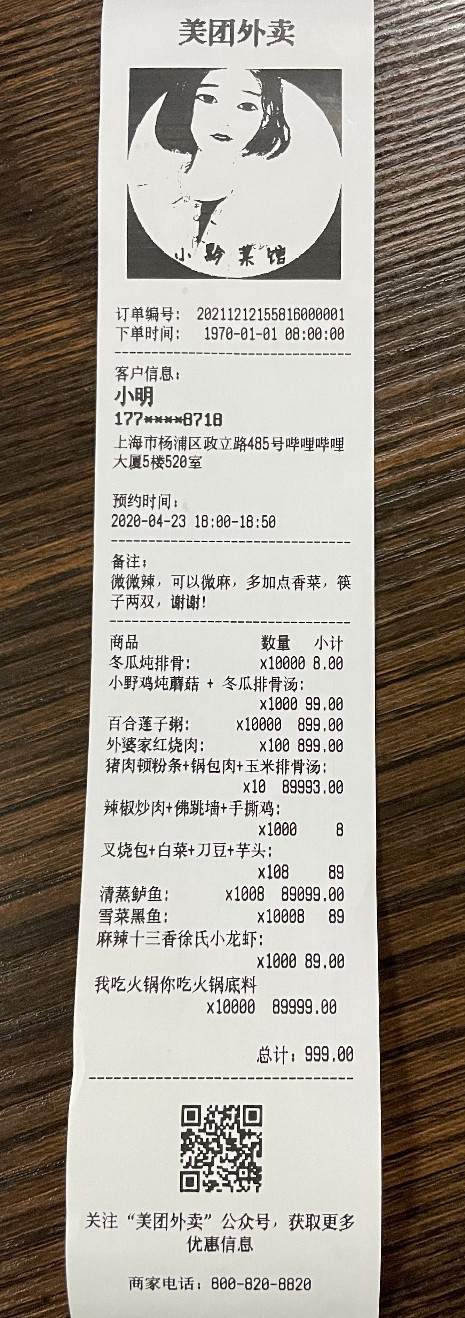 美团外卖
小玲菜馆
订单编号: 20211212155816000001
下单时间: 1970-01-01 08:00:00
客户信息:
小明
177****8718
上海市杨浦区政立路485号哔哩哔哩
大厦5楼520室
预约时间:
2020-04-23 18:00-18:50
备注:
微微辣, 可以微麻, 多加点香菜, 筷
子两双, 谢谢!
商品 数量 小计
冬瓜炖排骨: x10000 8.00
小野鸡炖蘑菇 + 冬瓜排骨汤:
x1000 99.00
百合莲子粥: x10000 899.00
外婆家红烧肉: x100 899.00
猪肉顿粉条+锅包肉+玉米排骨汤:
x10 89993.00
辣椒炒肉+佛跳墙+手撕鸡:
x1000 8
叉烧包+白菜+刀豆+芋头:
x108 89
清蒸鲈鱼: x1008 89099.00
雪菜黑鱼: x10008 89
麻辣十三香徐氏小龙虾:
x1000 89.00
我吃火锅你吃火锅底料
x10000 89999.00
总计: 999.00
关注“美团外卖”公众号, 获取更多
优惠信息
商家电话: 800-820-8820